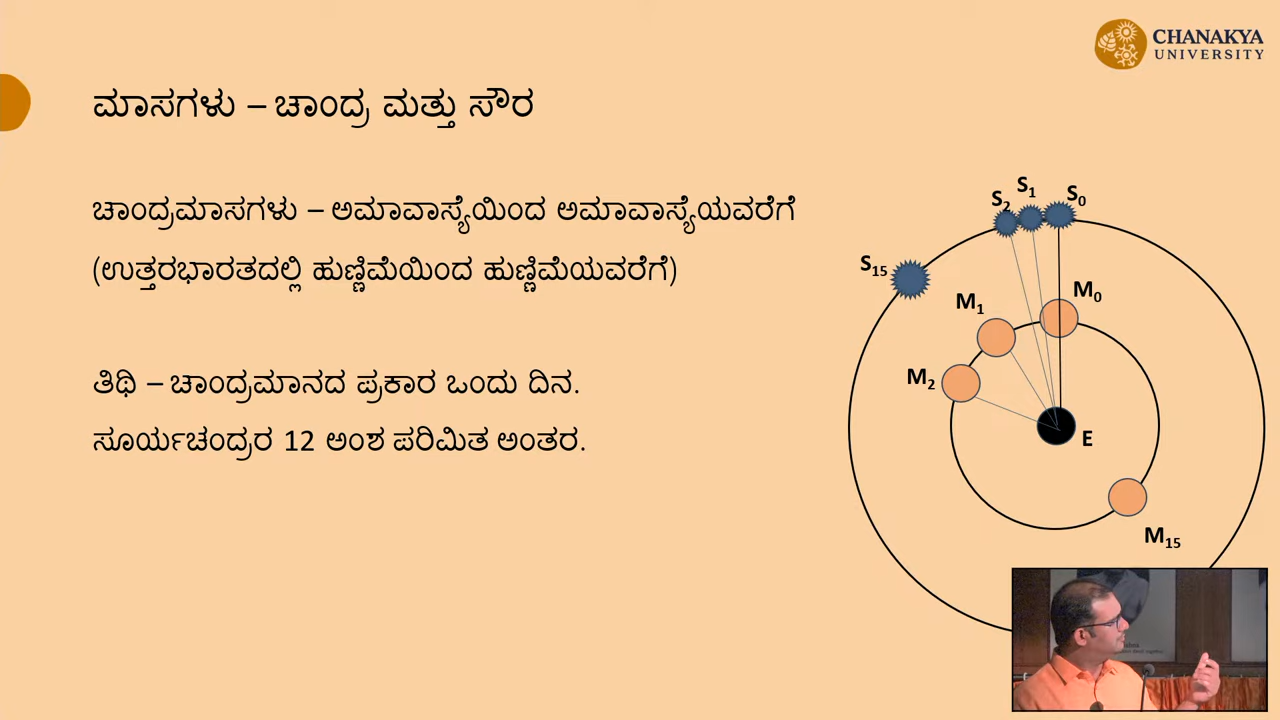 CHANAKYA
UNIVERSITY
ಮಾಸಗಳು – ಚಾಂದ್ರ ಮತ್ತು ಸೌರ
ಚಾಂದ್ರಮಾಸಗಳು – ಅಮಾವಾಸ್ಯೆಯಿಂದ ಅಮಾವಾಸ್ಯೆಯವರೆಗೆ
(ಉತ್ತರಭಾರತದಲ್ಲಿ ಹುಣ್ಣಿಮೆಯಿಂದ ಹುಣ್ಣಿಮೆಯವರೆಗೆ)
ತಿಥಿ – ಚಾಂದ್ರಮಾನದ ಪ್ರಕಾರ ಒಂದು ದಿನ.
ಸೂರ್ಯಚಂದ್ರರ 12 ಅಂಶ ಪರಿಮಿತ ಅಂತರ.
S₂ S₁ S₀
S₁₅
M₁ M₀
M₂
E
M₁₅